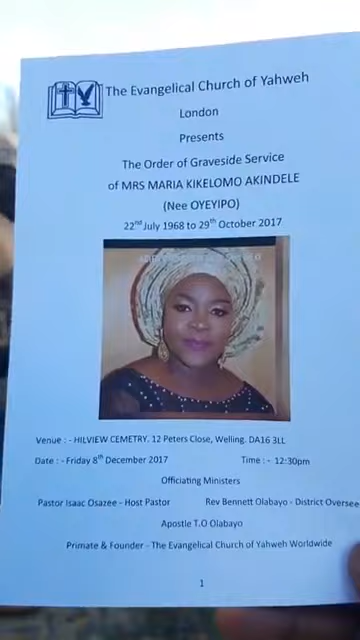 The Evangelical Church of Yahweh
London
Presents
The Order of Graveside Service
of MRS MARIA KIKELOMO AKINDELE
(Nee OYEYIPO)
22nd July 1968 to 29th October 2017
Venue : - HILVIEW CEMETRY. 12 Peters Close, Welling. DA16 3LL
Date : - Friday 8th December 2017 Time : - 12:30pm
Officiating Ministers
Pastor Isaac Osazee - Host Pastor Rev Bennett Olabayo - District Oversee
Apostle T.O Olabayo
Primate & Founder - The Evangelical Church of Yahweh Worldwide
1